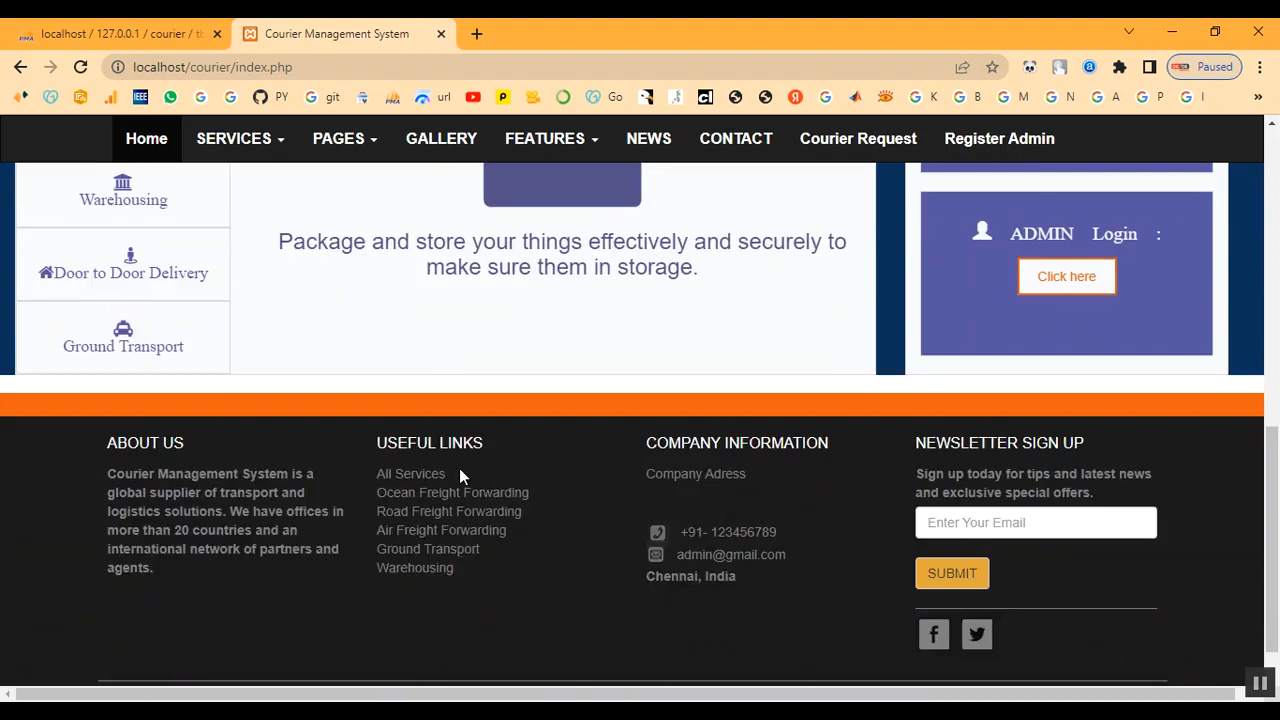 localhost / 127.0.0.1 / courier / tb
Courier Management System
localhost/courier/index.php
Paused
IEEE
PY
git
PMA
url
Go
K
B
M
N
A
P
I
Home
SERVICES
PAGES
GALLERY
FEATURES
NEWS
CONTACT
Courier Request
Register Admin
Warehousing
Door to Door Delivery
Ground Transport
Package and store your things effectively and securely to
make sure them in storage.
ADMIN Login :
Click here
ABOUT US
Courier Management System is a
global supplier of transport and
logistics solutions. We have offices in
more than 20 countries and an
international network of partners and
agents.
USEFUL LINKS
All Services
Ocean Freight Forwarding
Road Freight Forwarding
Air Freight Forwarding
Ground Transport
Warehousing
COMPANY INFORMATION
Company Adress
+91- 123456789
admin@gmail.com
Chennai, India
NEWSLETTER SIGN UP
Sign up today for tips and latest news
and exclusive special offers.
Enter Your Email
SUBMIT